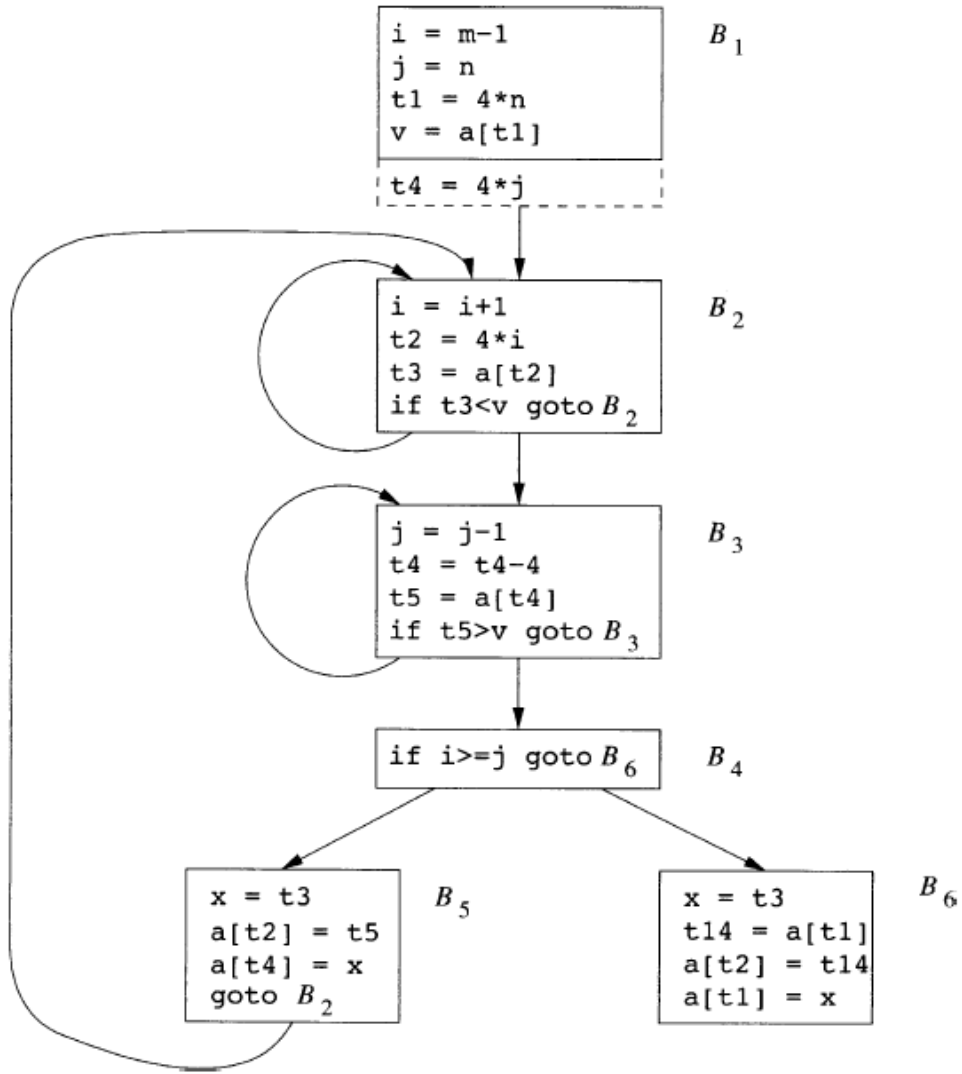 i = m-1
j = n
t1 = 4*n
v = a[t1]
B1
t4 = 4*j
i = i+1
t2 = 4*i
t3 = a[t2]
if t3<v goto B2
B2
j = j-1
t4 = t4-4
t5 = a[t4]
if t5>v goto B3
B3
if i>=j goto B6
B4
x = t3
a[t2] = t5
a[t4] = x
goto B2
B5
x = t3
t14 = a[t1]
a[t2] = t14
a[t1] = x
B6